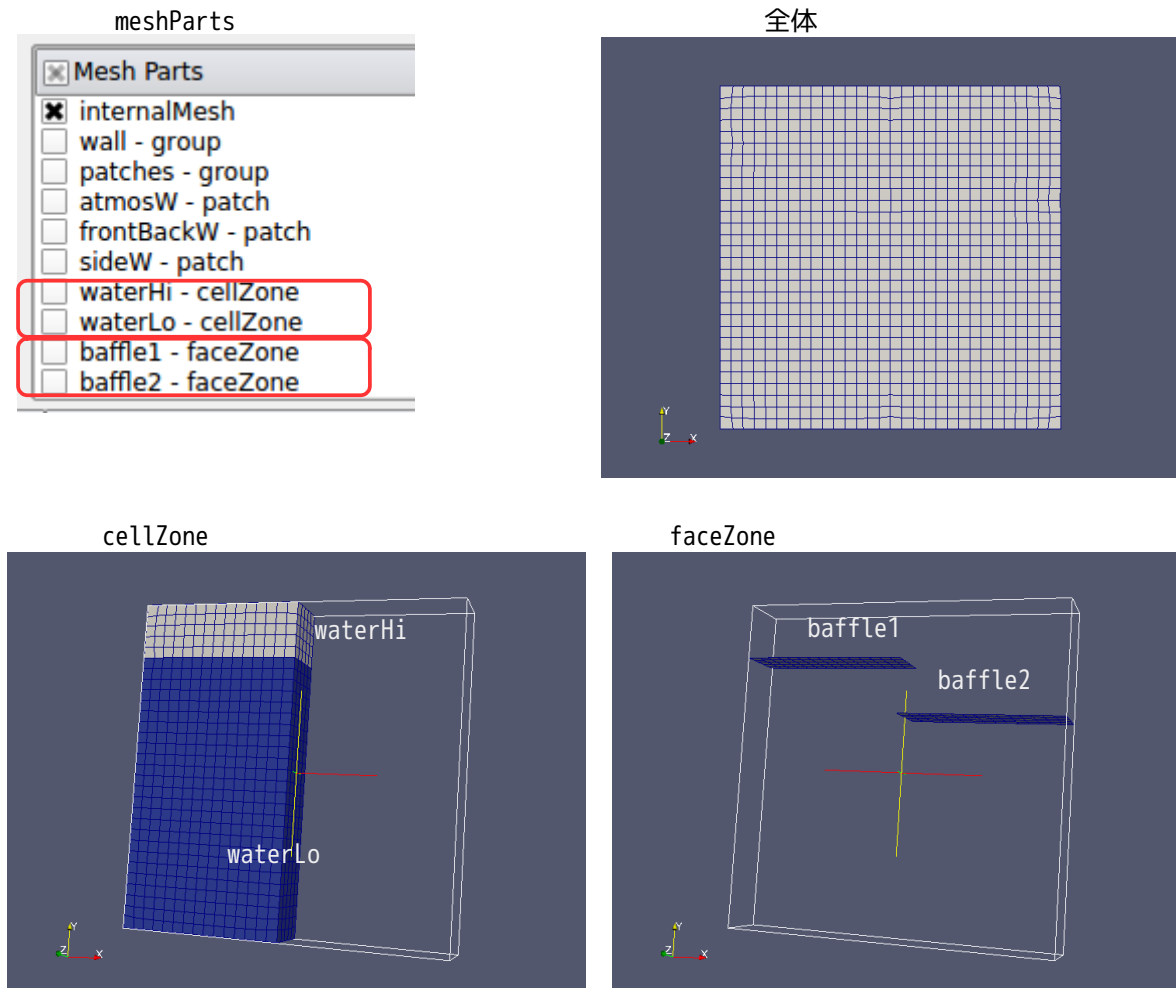 meshParts
全体
Mesh Parts
internalMesh
wall - group
patches - group
atmosW - patch
frontBackW - patch
sideW - patch
waterHi - cellZone
waterLo - cellZone
baffle1 - faceZone
baffle2 - faceZone
Y
Z X
cellZone
faceZone
waterHi
waterLo
Y
Z X
baffle1
baffle2
Y
Z X